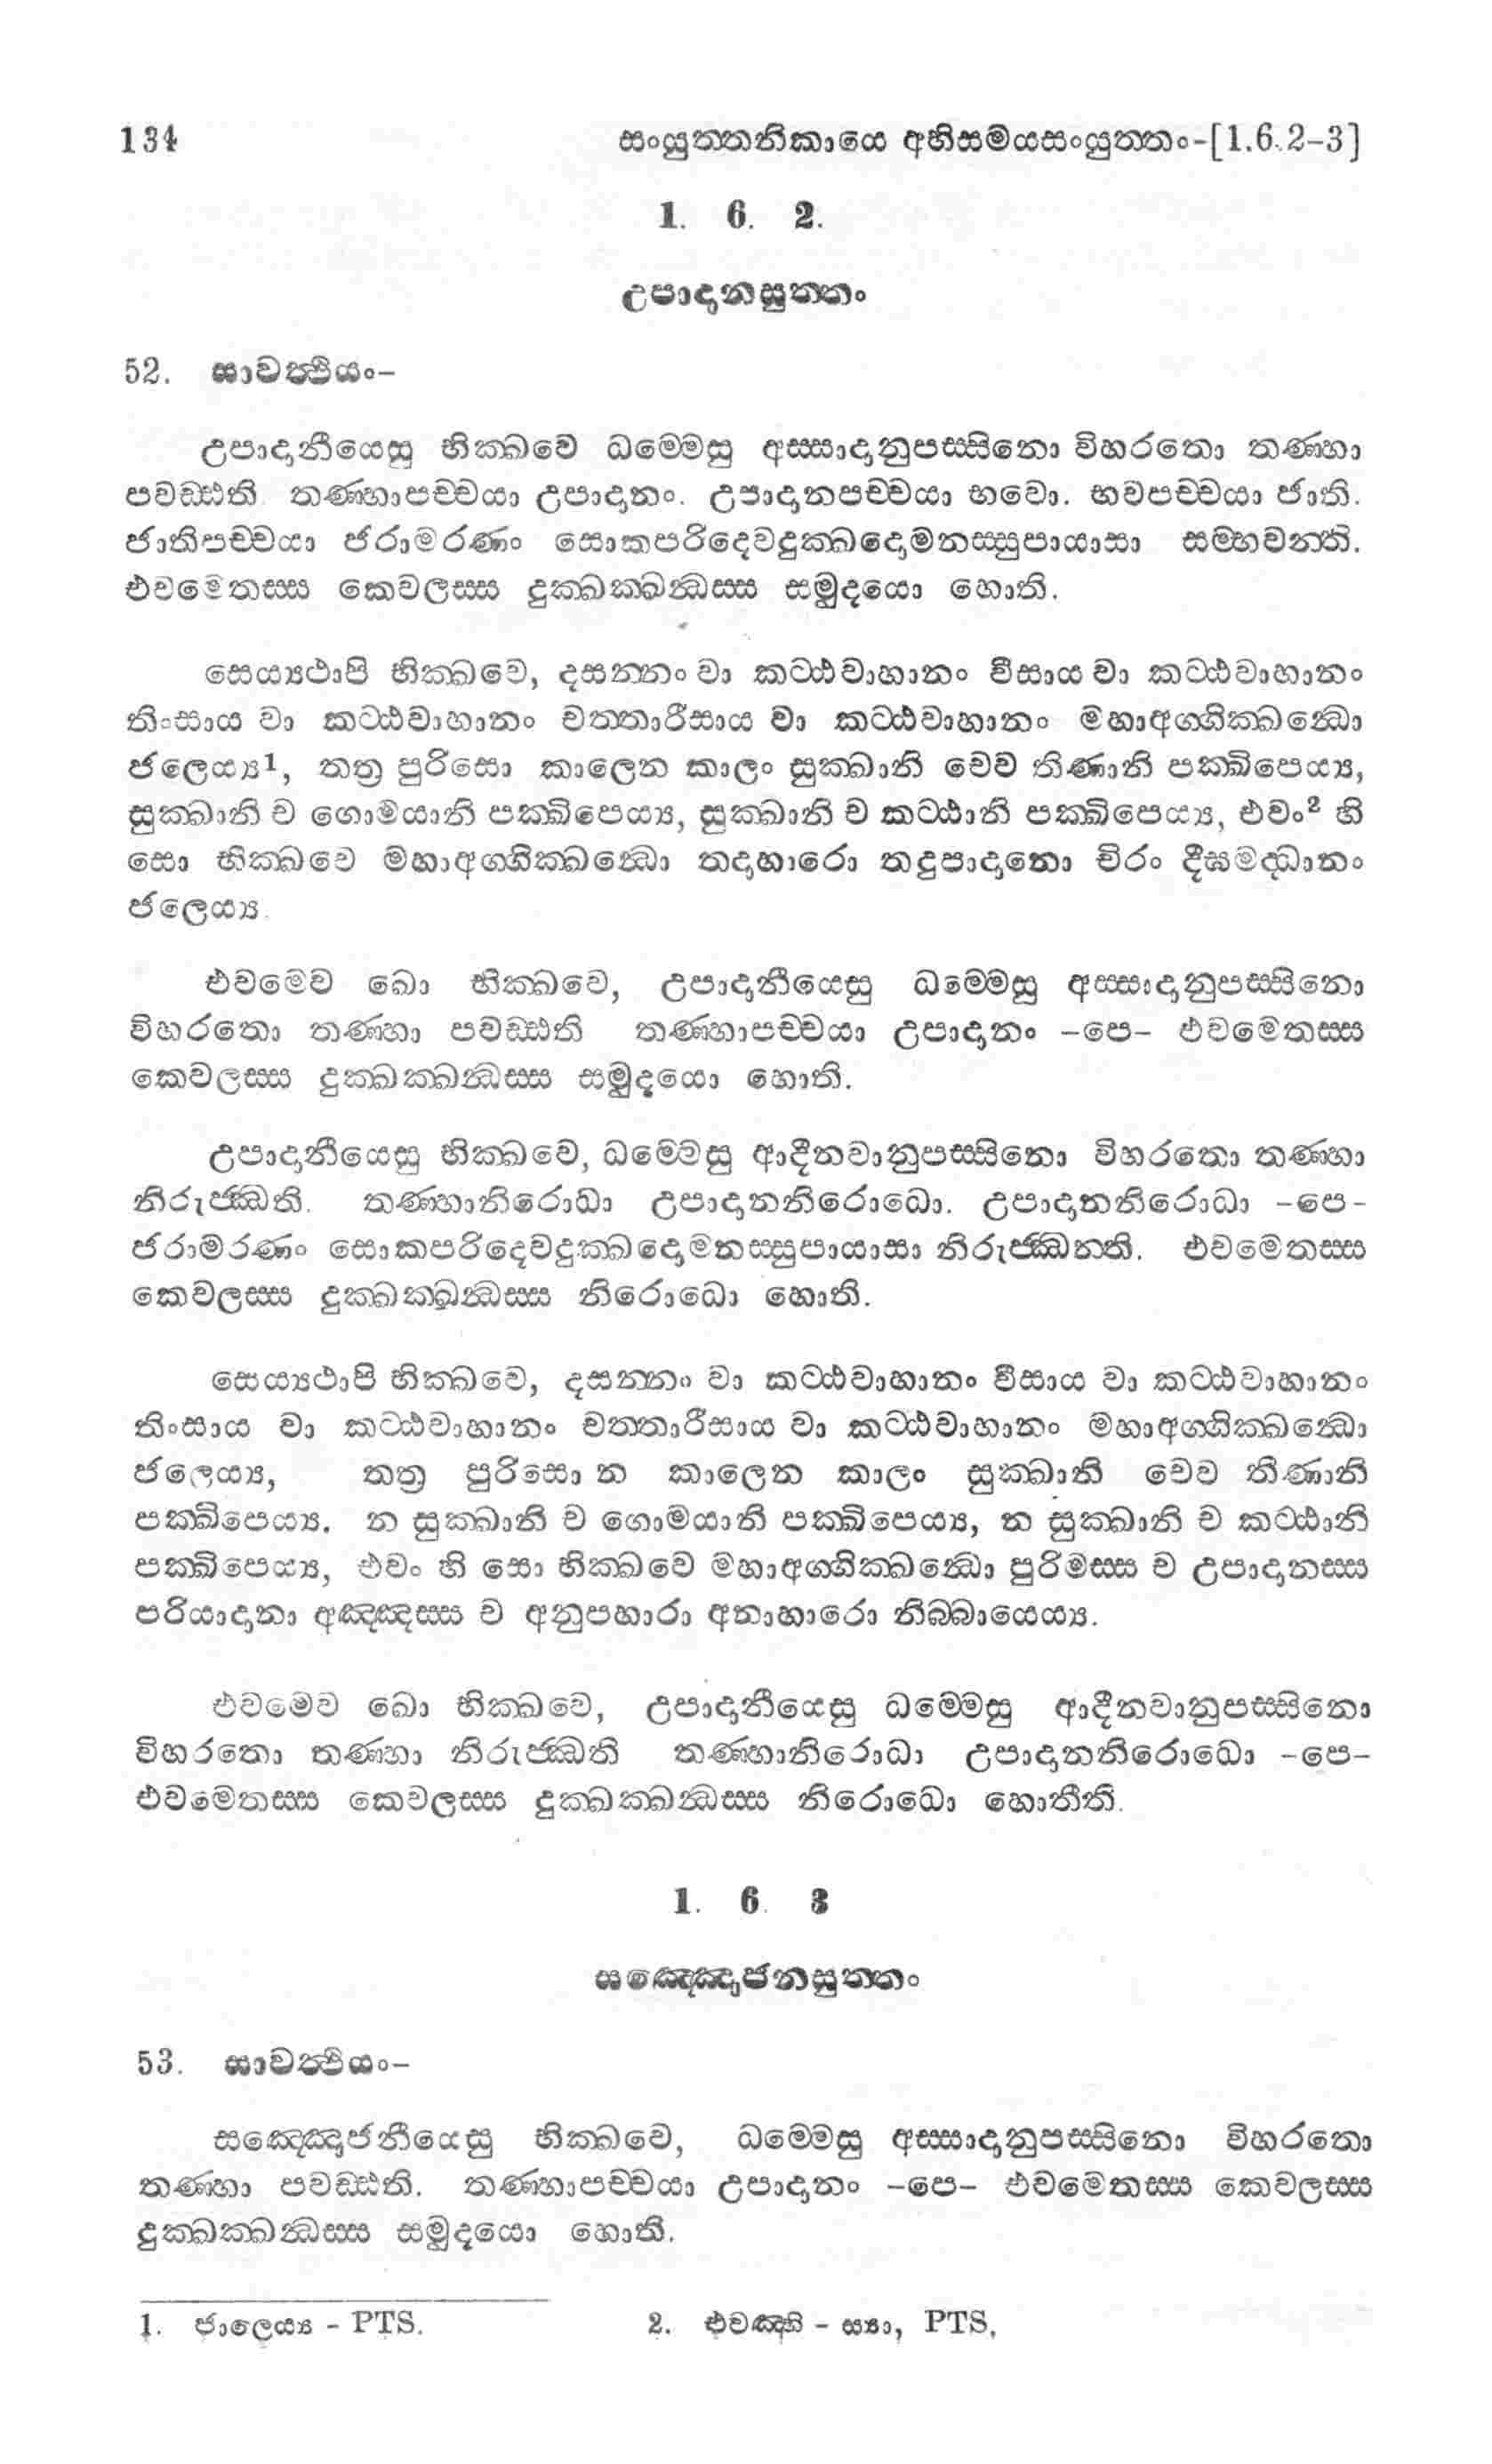 134 සංයුත්තනිකායෙ අභිසමයසංයුත්තං-[1.6.2-3]
1. 6. 2.
උපාදානසුත්තං
52. සාවත්ථියං-
උපාදානීයෙසු භික්ඛවෙ ධම්මෙසු අස්සාදානුපස්සිනො විහරතො තණ්හා
පවඩ්ඪති. තණ්හාපච්චයා උපාදානං. උපාදානපච්චයා භවො. භවපච්චයා ජාති.
ජාතිපච්චයා ජරාමරණං සොකපරිදෙවදුක්ඛදොමනස්සුපායාසා සම්භවන්ති.
එවමෙතස්ස කෙවලස්ස දුක්ඛක්ඛන්ධස්ස සමුදයො හොති.
සෙය්‍යථාපි භික්ඛවෙ, දසන්නං වා කට්ඨවාහානං වීසාය වා කට්ඨවාහානං
තිංසාය වා කට්ඨවාහානං චත්තාරීසාය වා කට්ඨවාහානං මහාඅග්ගික්ඛන්ධො
ජලෙය්‍ය¹, තත්‍ර පුරිසො කාලෙන කාලං සුක්ඛානි චෙව තිණානි පක්ඛිපෙය්‍ය,
සුක්ඛානි ච ගොමයානි පක්ඛිපෙය්‍ය, සුක්ඛානි ච කට්ඨානි පක්ඛිපෙය්‍ය, එවං² හි
සො භික්ඛවෙ මහාඅග්ගික්ඛන්ධො තදාහාරො තදුපාදානො චිරං දීඝමද්ධානං
ජලෙය්‍ය.
එවමෙව ඛො භික්ඛවෙ, උපාදානීයෙසු ධම්මෙසු අස්සාදානුපස්සිනො
විහරතො තණ්හා පවඩ්ඪති තණ්හාපච්චයා උපාදානං -පෙ- එවමෙතස්ස
කෙවලස්ස දුක්ඛක්ඛන්ධස්ස සමුදයො හොති.
උපාදානීයෙසු භික්ඛවෙ, ධම්මෙසු ආදීනවානුපස්සිනො විහරතො තණ්හා
නිරුජ්ඣති. තණ්හානිරොධා උපාදානනිරොධො. උපාදානනිරොධා -පෙ-
ජරාමරණං සොකපරිදෙවදුක්ඛදොමනස්සුපායාසා නිරුජ්ඣන්ති. එවමෙතස්ස
කෙවලස්ස දුක්ඛක්ඛන්ධස්ස නිරොධො හොති.
සෙය්‍යථාපි භික්ඛවෙ, දසන්නං වා කට්ඨවාහානං වීසාය වා කට්ඨවාහානං
තිංසාය වා කට්ඨවාහානං චත්තාරීසාය වා කට්ඨවාහානං මහාඅග්ගික්ඛන්ධො
ජලෙය්‍ය, තත්‍ර පුරිසො න කාලෙන කාලං සුක්ඛානි චෙව තිණානි
පක්ඛිපෙය්‍ය. න සුක්ඛානි ච ගොමයානි පක්ඛිපෙය්‍ය, න සුක්ඛානි ච කට්ඨානි
පක්ඛිපෙය්‍ය, එවං හි සො භික්ඛවෙ මහාඅග්ගික්ඛන්ධො පුරිමස්ස ච උපාදානස්ස
පරියාදානා අඤ්ඤස්ස ච අනුපහාරා අනාහාරො නිබ්බායෙය්‍ය.
එවමෙව ඛො භික්ඛවෙ, උපාදානීයෙසු ධම්මෙසු ආදීනවානුපස්සිනො
විහරතො තණ්හා නිරුජ්ඣති තණ්හානිරොධා උපාදානනිරොධො -පෙ-
එවමෙතස්ස කෙවලස්ස දුක්ඛක්ඛන්ධස්ස නිරොධො හොතීති.
1. 6. 3
සඤ්ඤොජනසුත්තං
53. සාවත්ථියං-
සඤ්ඤොජනීයෙසු භික්ඛවෙ, ධම්මෙසු අස්සාදානුපස්සිනො විහරතො
තණ්හා පවඩ්ඪති. තණ්හාපච්චයා උපාදානං -පෙ- එවමෙතස්ස කෙවලස්ස
දුක්ඛක්ඛන්ධස්ස සමුදයො හොති.
1. ජාලෙය්‍ය - PTS. 2. එවඤ්හි - ස්‍යා, PTS,